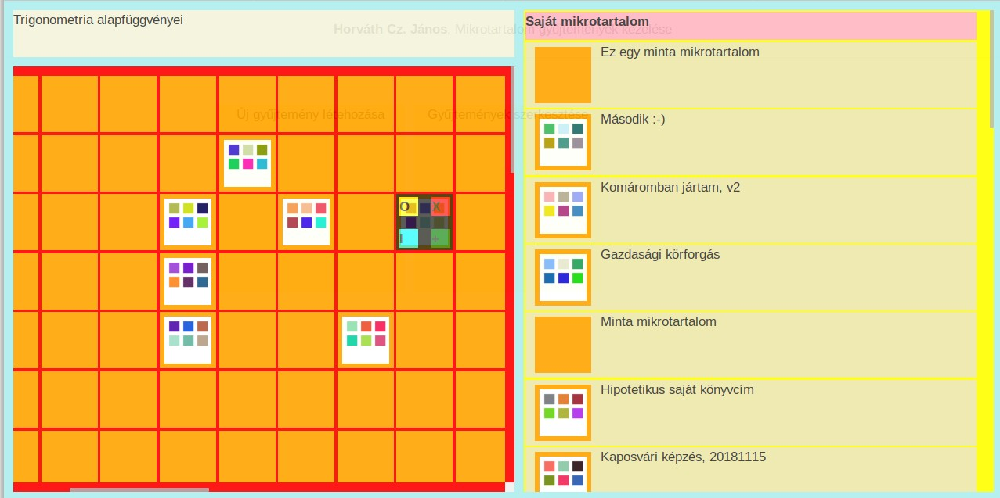 Trigonometria alapfüggvényei
Horváth Cz. János, Mikrotartalom gyűjtemények kezelése
Új gyűjtemény létehozása
Gyűjtemények szerkesztése
O X
I +
Saját mikrotartalom
Ez egy minta mikrotartalom
Második :-)
Komáromban jártam, v2
Gazdasági körforgás
Minta mikrotartalom
Hipotetikus saját könyvcím
Kaposvári képzés, 20181115